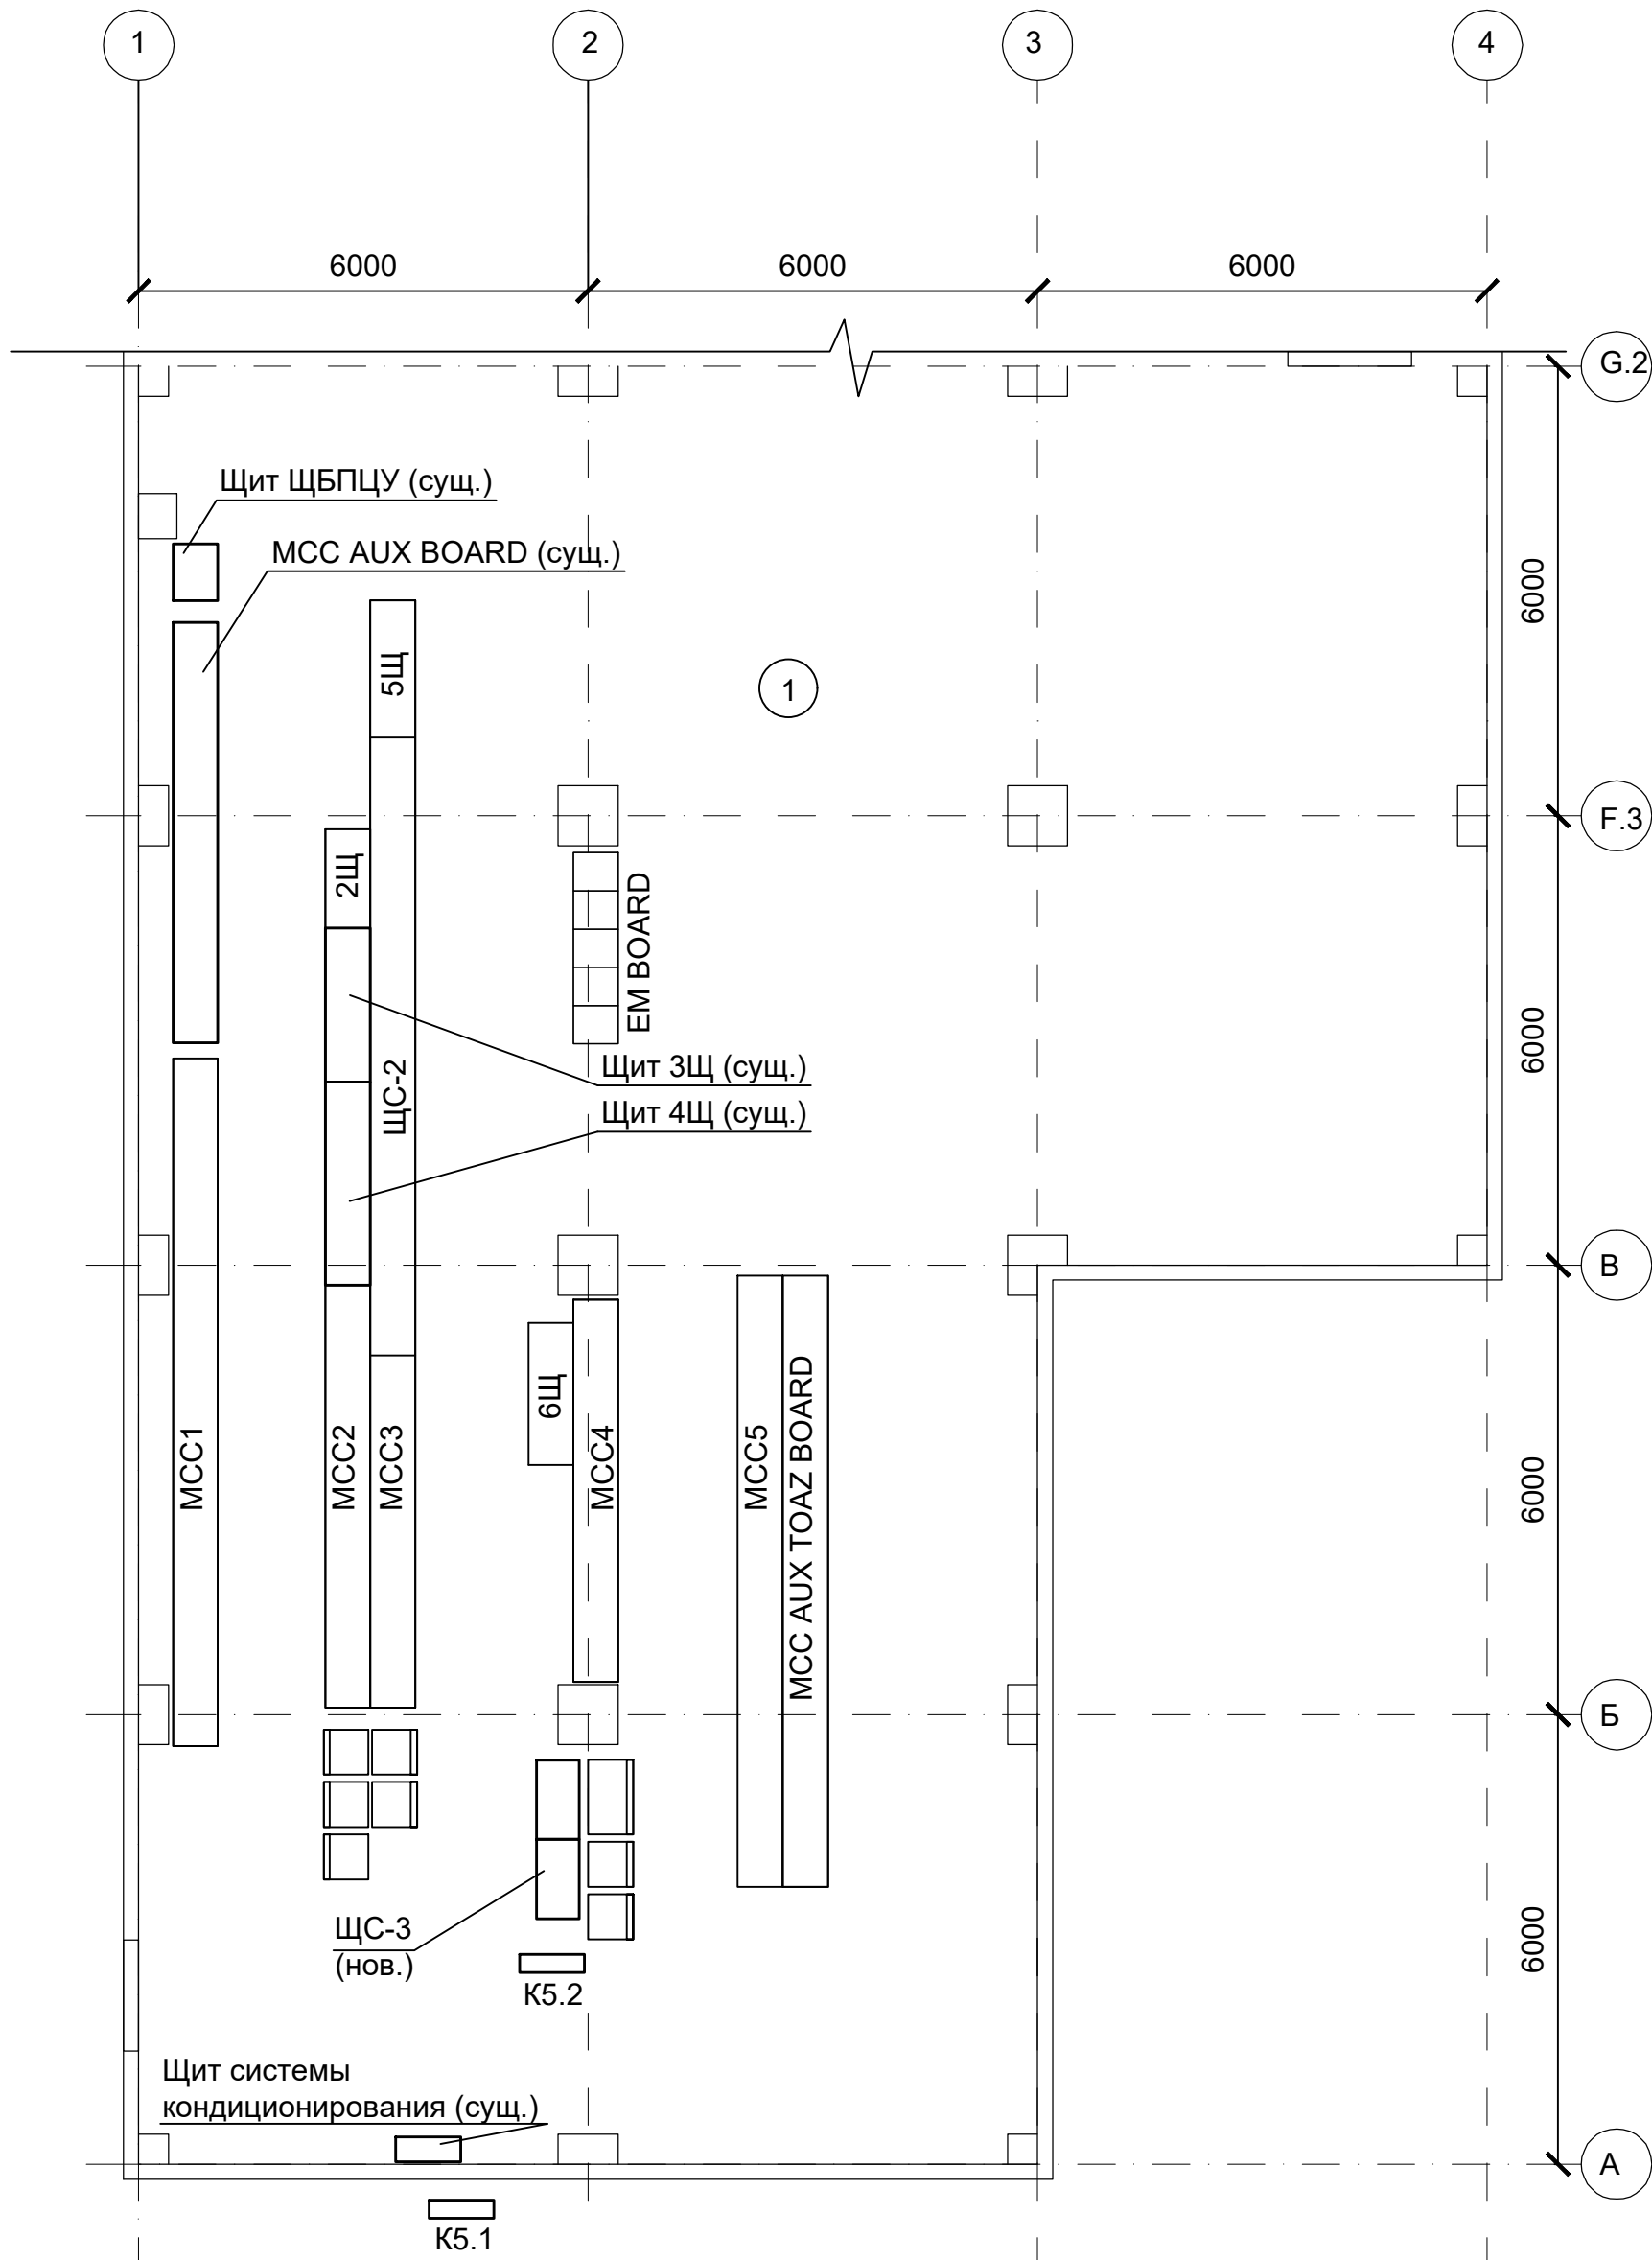 1
2
3
4
6000
6000
6000
G.2
Щит ЩБПЦУ (сущ.)
MCC AUX BOARD (сущ.)
6000
5Щ
1
F.3
2Щ
EM BOARD
6000
Щит 3Щ (сущ.)
ЩС-2
Щит 4Щ (сущ.)
В
6Щ
MCC1
MCC2
MCC3
MCC4
MCC5
MCC AUX TOAZ BOARD
6000
Б
ЩС-3
(нов.)
6000
К5.2
Щит системы
кондиционирования (сущ.)
А
К5.1